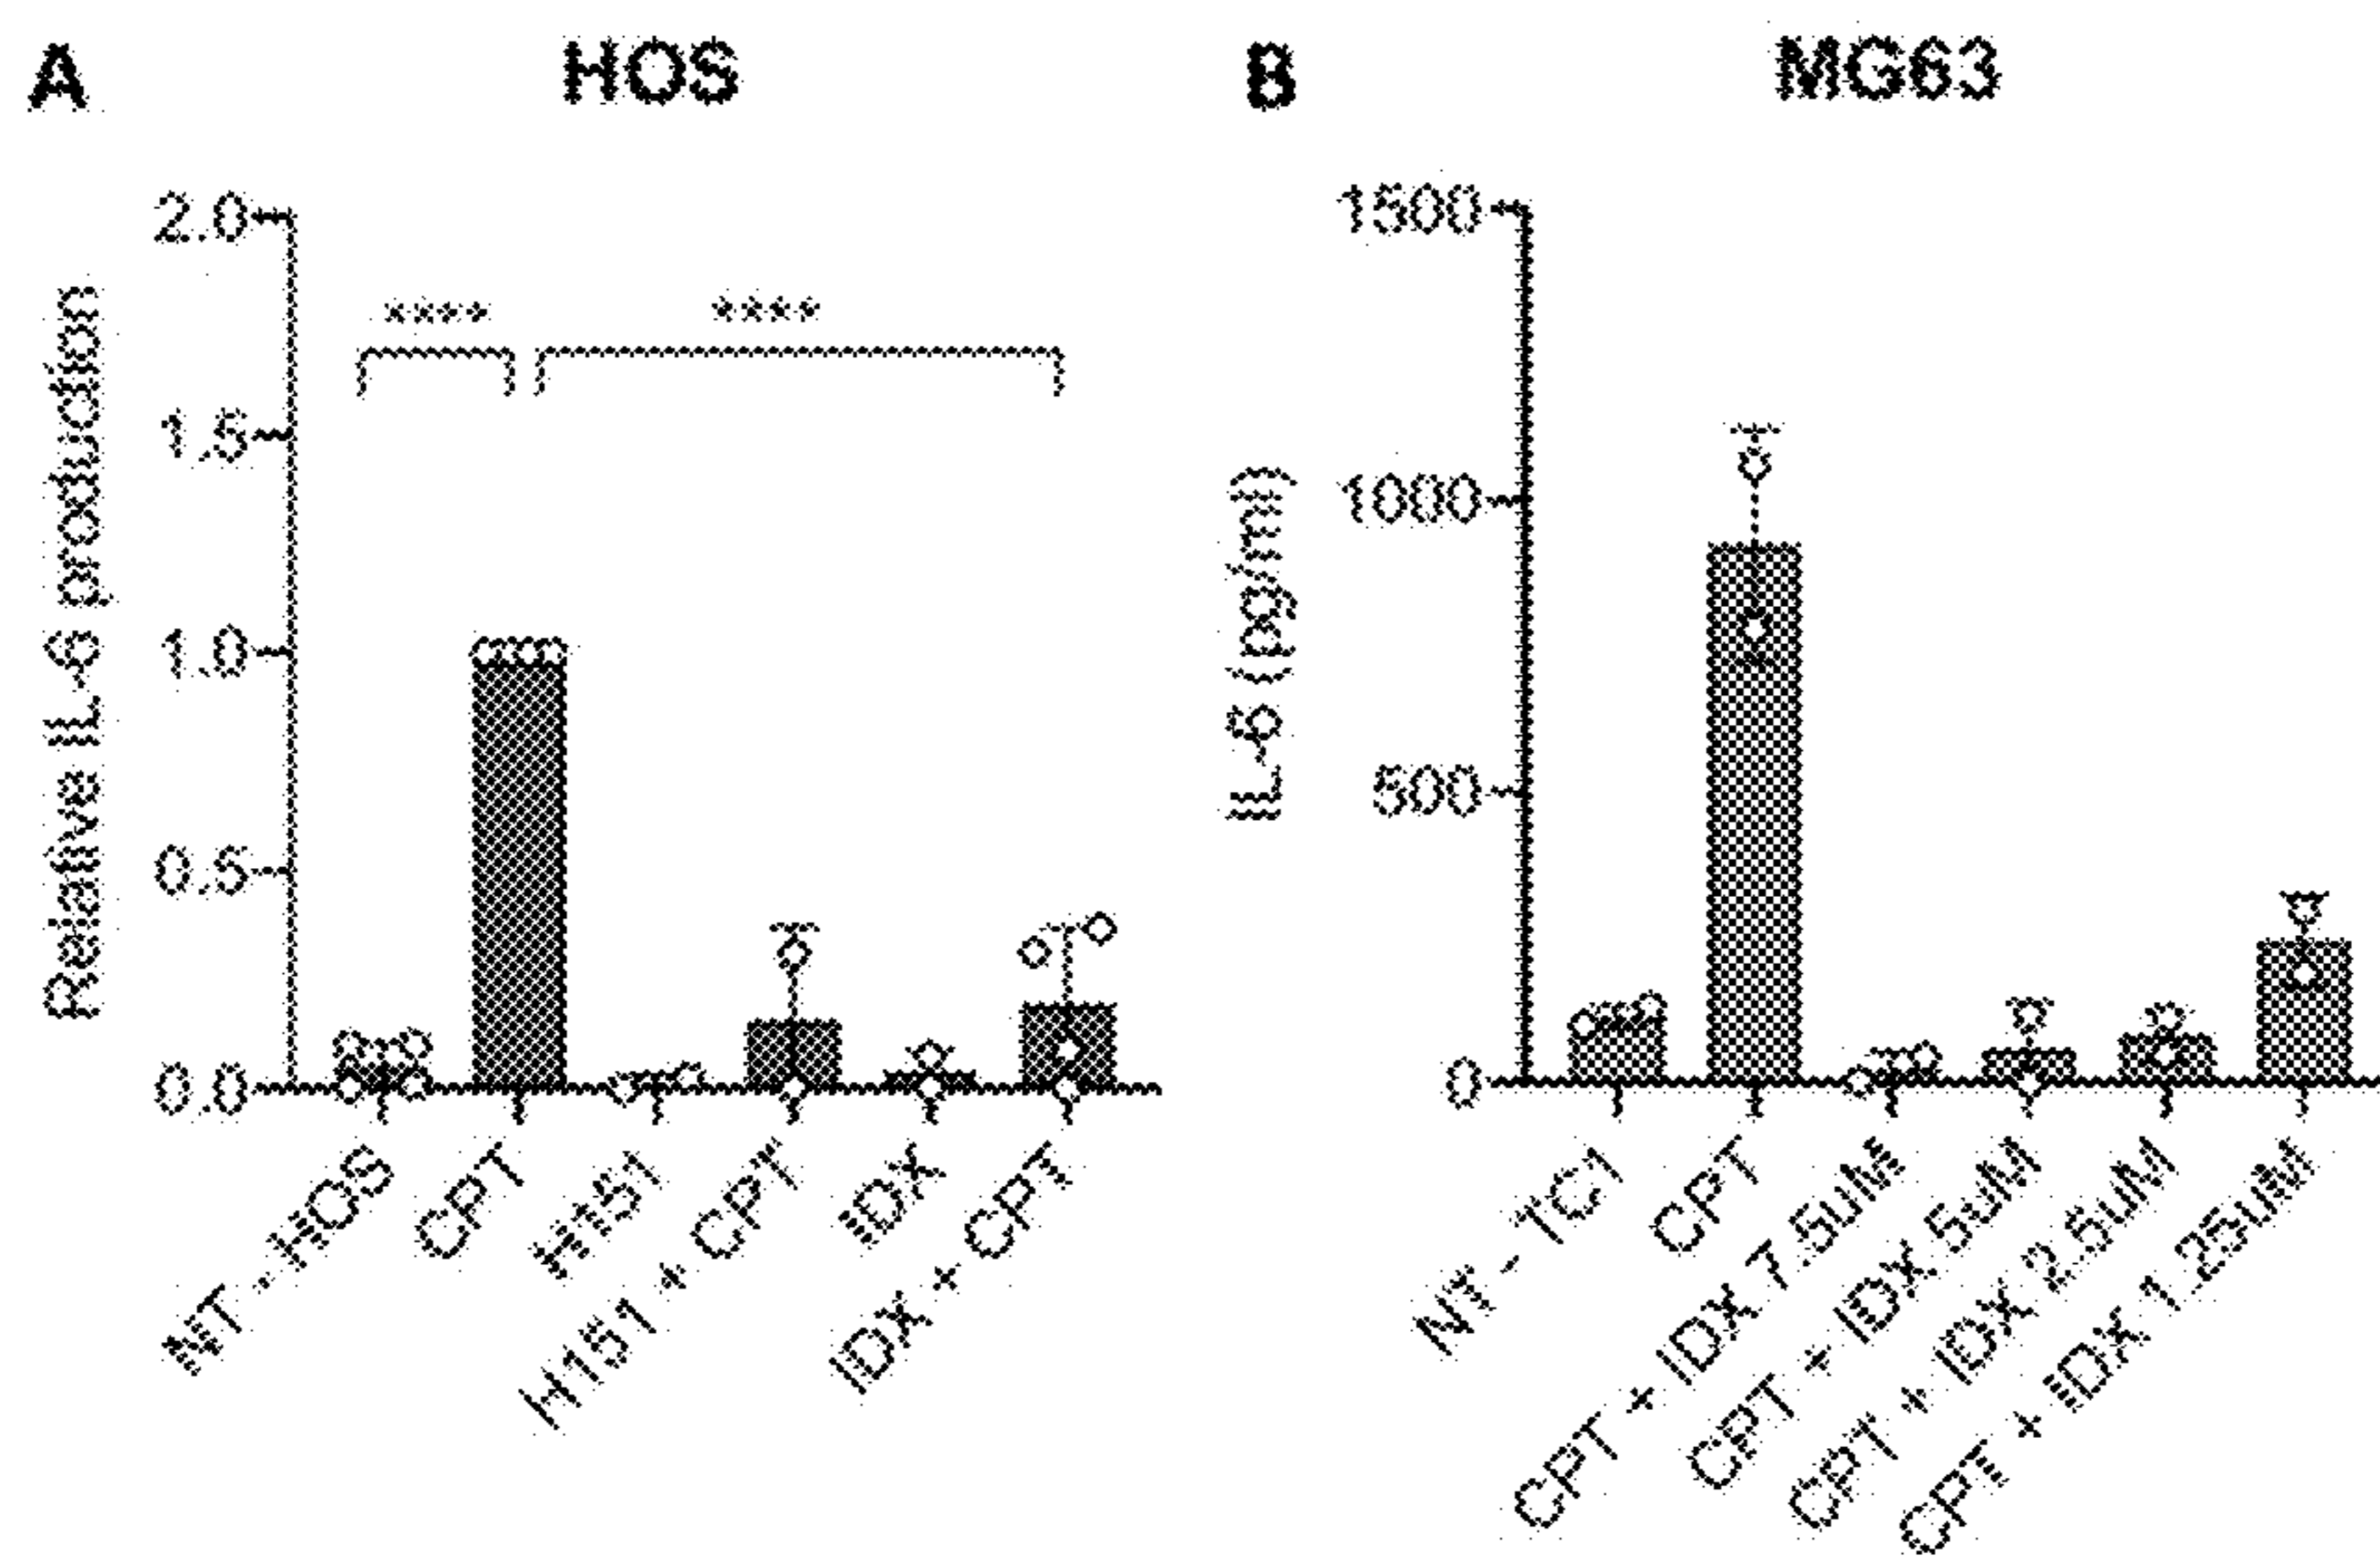 A
HOS
Relative IL-6 production
2.0
1.5
1.0
0.5
0.0
****
****
NT - HOS
CPT
H151
H151 + CPT
IDX
IDX + CPT
B
MG63
IL-6 (pg/ml)
1500
1000
500
0
NT - 1C1
CPT
CPT + IDX 7.5uM
CPT + IDX 5uM
CPT + IDX 2.5uM
CPT + IDX 1.25uM